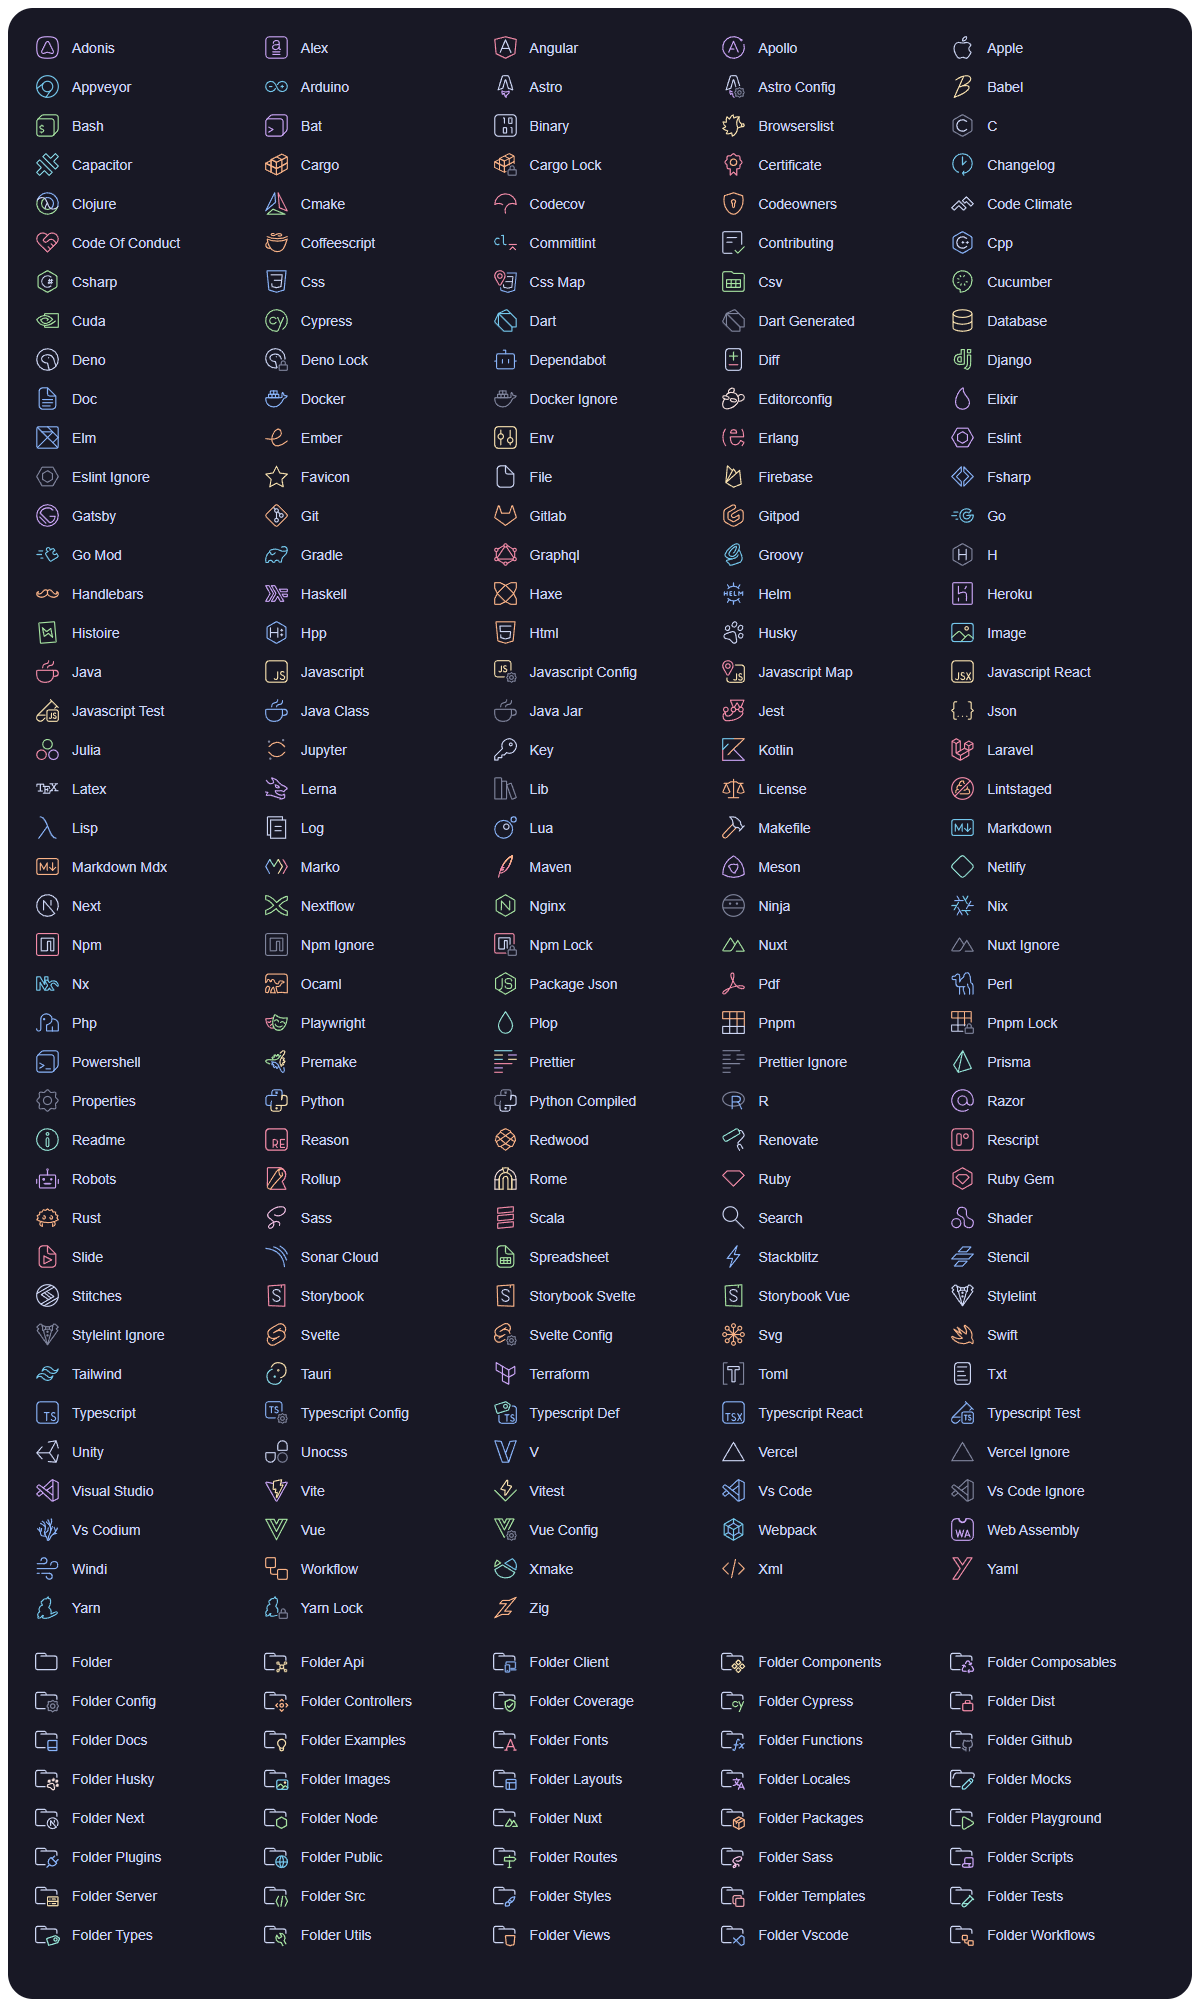 Adonis Alex Angular Apollo Apple
Appveyor Arduino Astro Astro Config Babel
Bash Bat Binary Browserslist C
Capacitor Cargo Cargo Lock Certificate Changelog
Clojure Cmake Codecov Codeowners Code Climate
Code Of Conduct Coffeescript Commitlint Contributing Cpp
Csharp Css Css Map Csv Cucumber
Cuda Cypress Dart Dart Generated Database
Deno Deno Lock Dependabot Diff Django
Doc Docker Docker Ignore Editorconfig Elixir
Elm Ember Env Erlang Eslint
Eslint Ignore Favicon File Firebase Fsharp
Gatsby Git Gitlab Gitpod Go
Go Mod Gradle Graphql Groovy H
Handlebars Haskell Haxe Helm Heroku
Histoire Hpp Html Husky Image
Java Javascript Javascript Config Javascript Map Javascript React
Javascript Test Java Class Java Jar Jest Json
Julia Jupyter Key Kotlin Laravel
Latex Lerna Lib License Lintstaged
Lisp Log Lua Makefile Markdown
Markdown Mdx Marko Maven Meson Netlify
Next Nextflow Nginx Ninja Nix
Npm Npm Ignore Npm Lock Nuxt Nuxt Ignore
Nx Ocaml Package Json Pdf Perl
Php Playwright Plop Pnpm Pnpm Lock
Powershell Premake Prettier Prettier Ignore Prisma
Properties Python Python Compiled R Razor
Readme Reason Redwood Renovate Rescript
Robots Rollup Rome Ruby Ruby Gem
Rust Sass Scala Search Shader
Slide Sonar Cloud Spreadsheet Stackblitz Stencil
Stitches Storybook Storybook Svelte Storybook Vue Stylelint
Stylelint Ignore Svelte Svelte Config Svg Swift
Tailwind Tauri Terraform Toml Txt
Typescript Typescript Config Typescript Def Typescript React Typescript Test
Unity Unocss V Vercel Vercel Ignore
Visual Studio Vite Vitest Vs Code Vs Code Ignore
Vs Codium Vue Vue Config Webpack Web Assembly
Windi Workflow Xmake Xml Yaml
Yarn Yarn Lock Zig
Folder Folder Api Folder Client Folder Components Folder Composables
Folder Config Folder Controllers Folder Coverage Folder Cypress Folder Dist
Folder Docs Folder Examples Folder Fonts Folder Functions Folder Github
Folder Husky Folder Images Folder Layouts Folder Locales Folder Mocks
Folder Next Folder Node Folder Nuxt Folder Packages Folder Playground
Folder Plugins Folder Public Folder Routes Folder Sass Folder Scripts
Folder Server Folder Src Folder Styles Folder Templates Folder Tests
Folder Types Folder Utils Folder Views Folder Vscode Folder Workflows